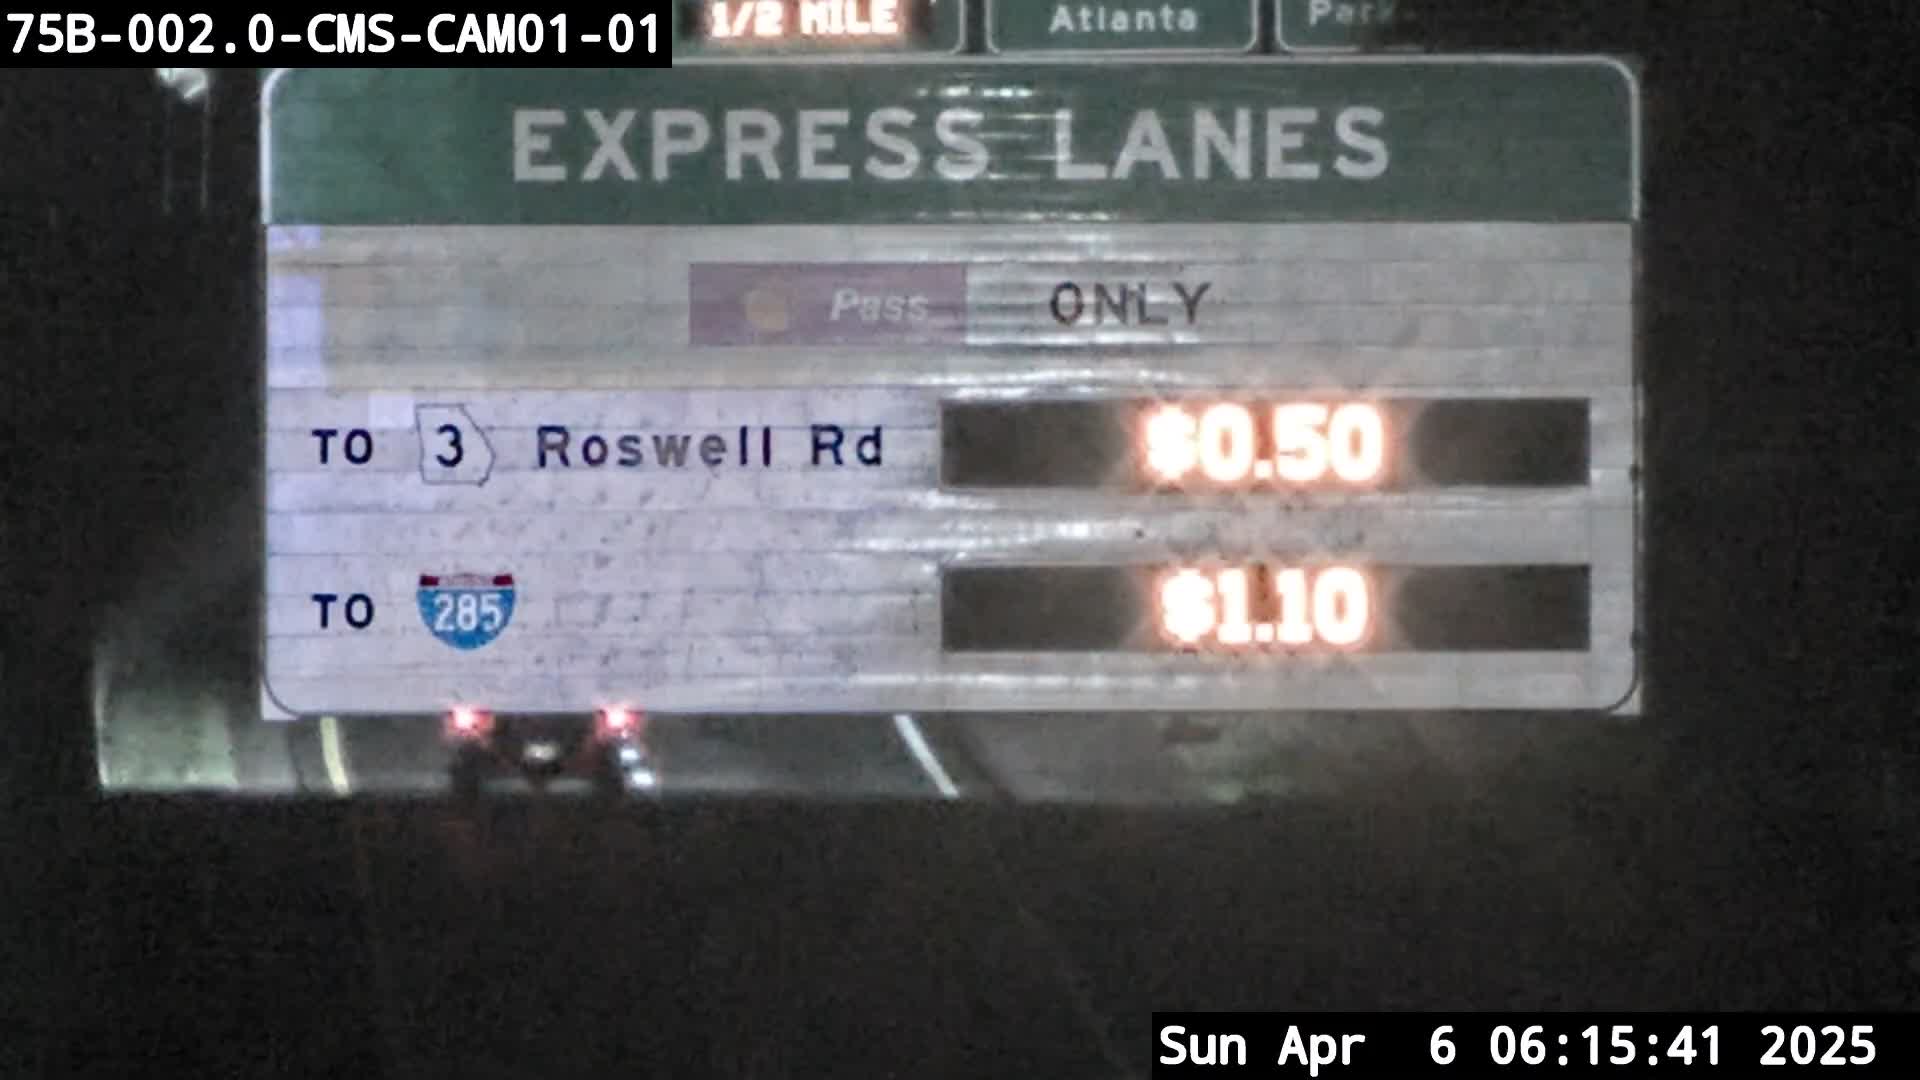 75B-002.0-CMS-CAM01-01
1/2 MILE
Atlanta
EXPRESS LANES
Pass ONLY
TO 3 Roswell Rd $0.50
TO 285 $1.10
Sun Apr 6 06:15:41 2025